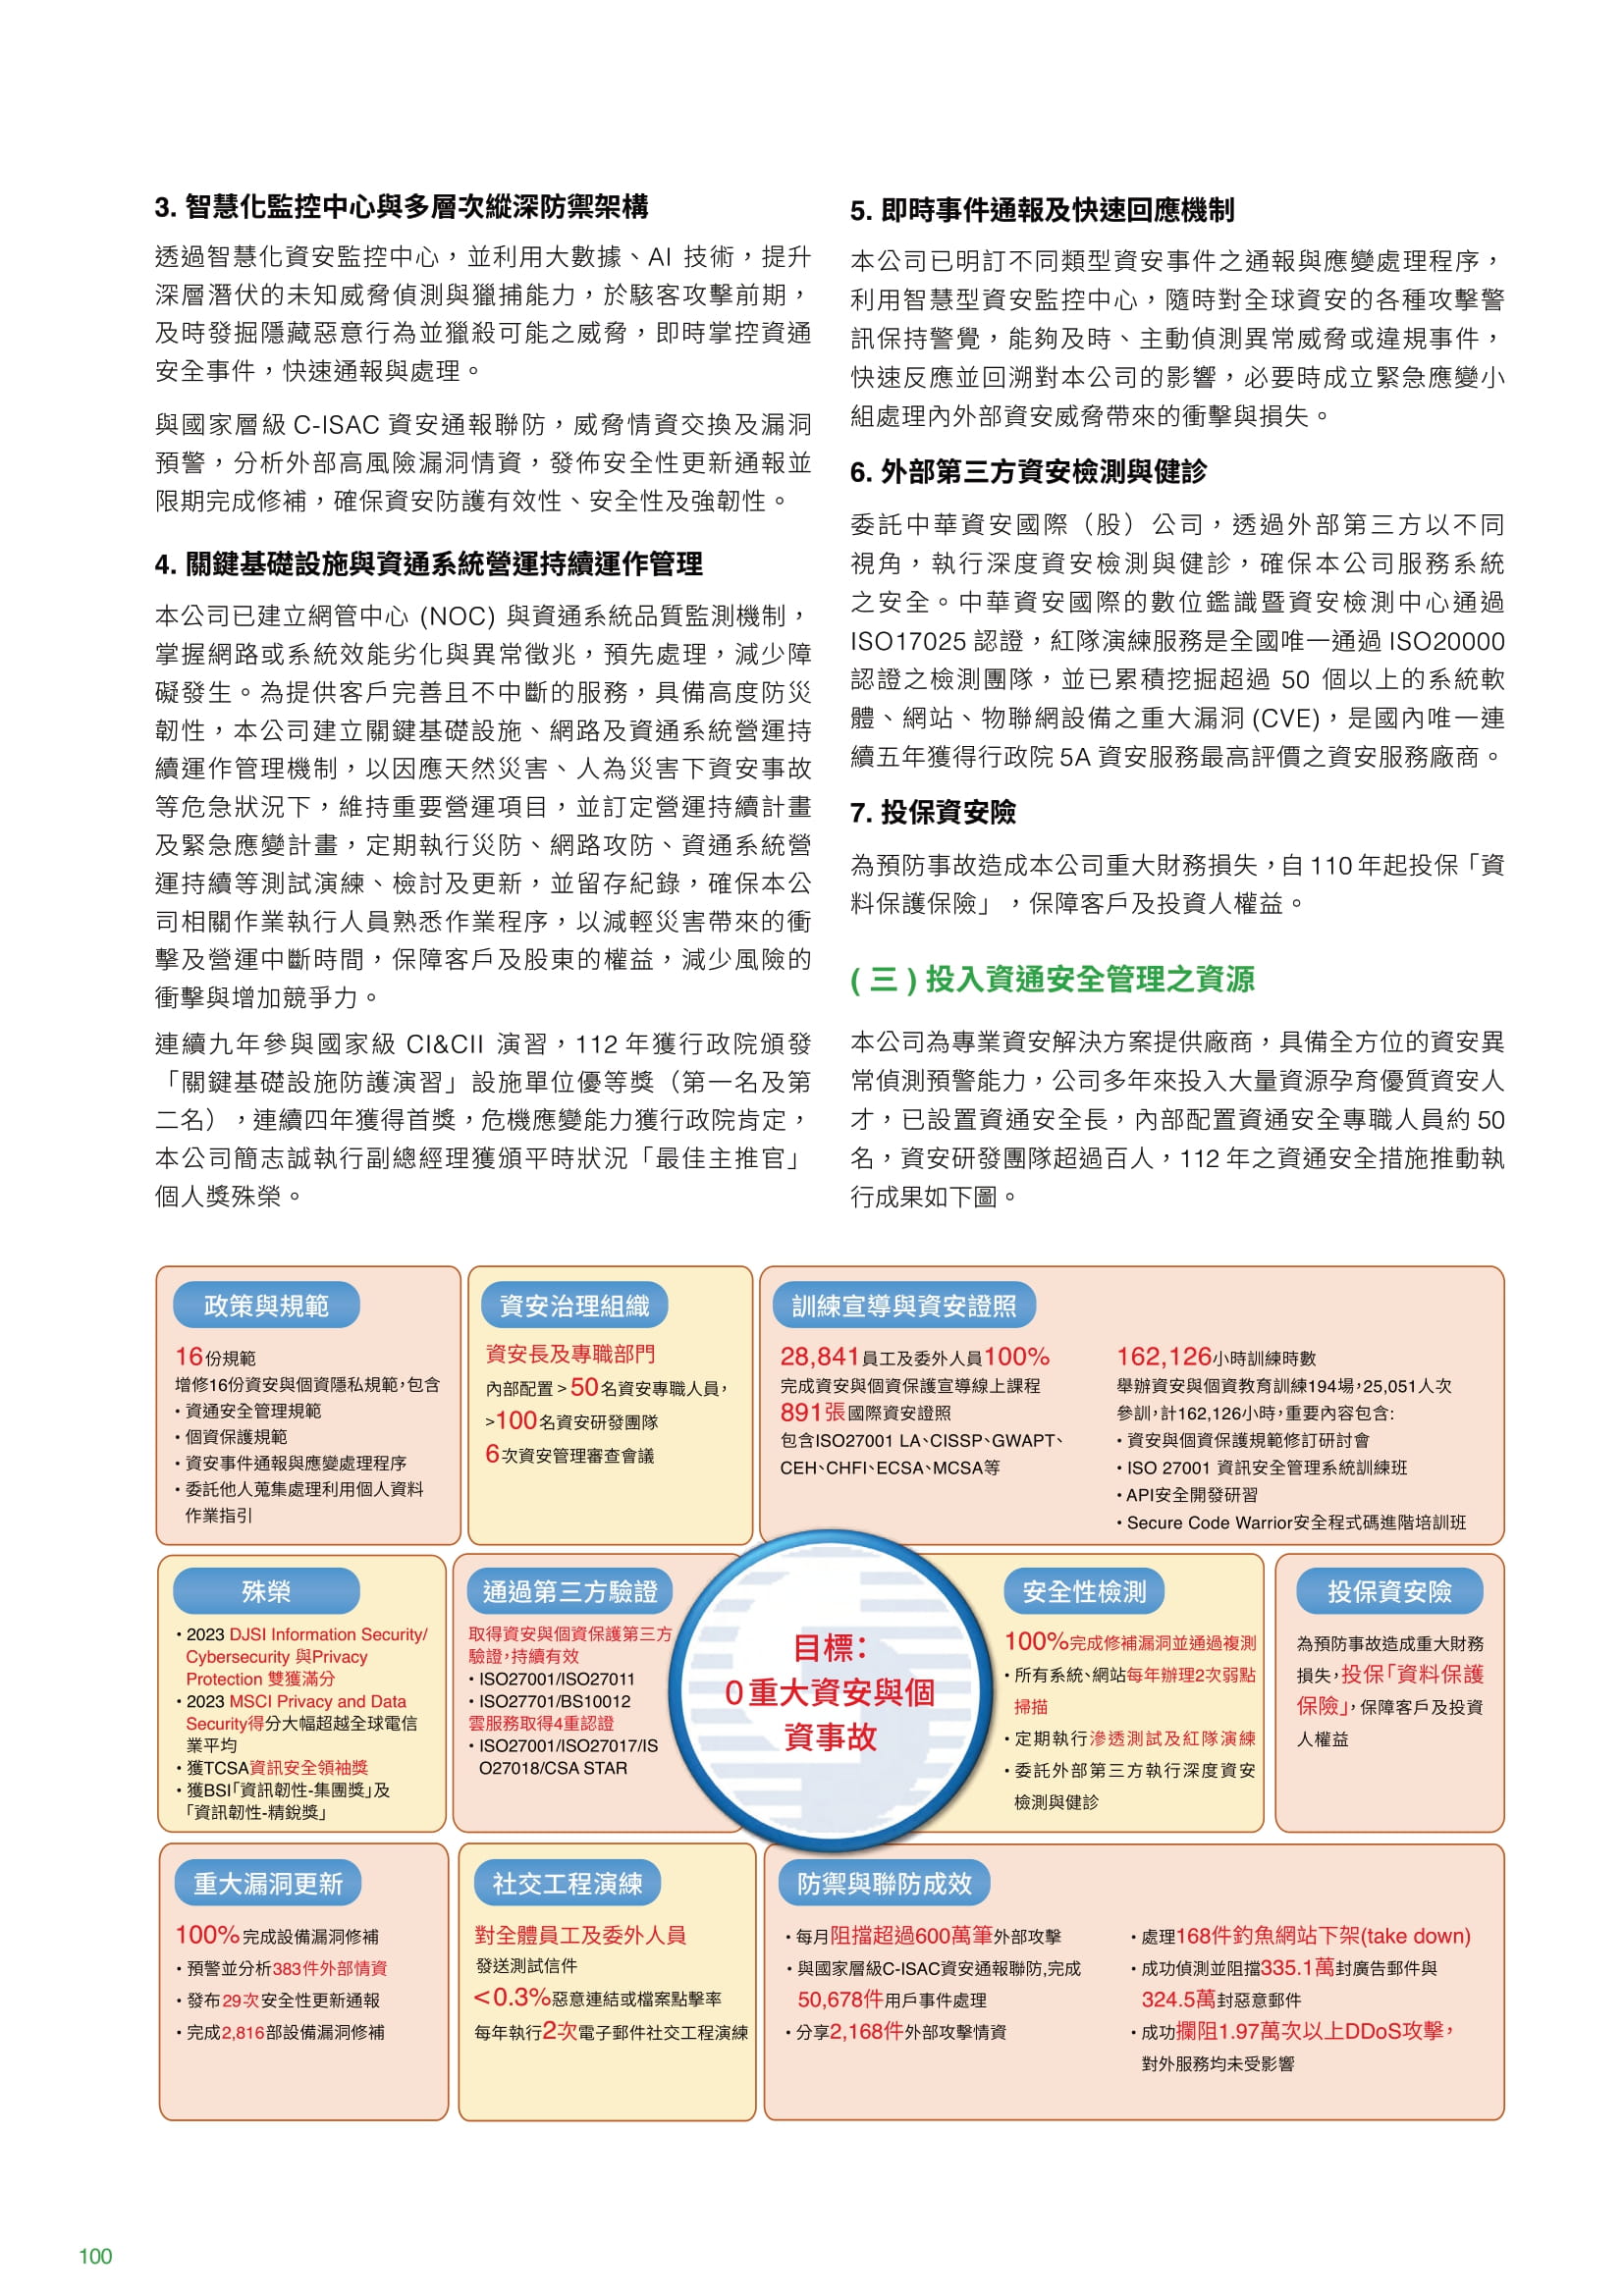 3. 智慧化監控中心與多層次縱深防禦架構
透過智慧化資安監控中心，並利用大數據、AI 技術，提升
深層潛伏的未知威脅偵測與獵捕能力，於駭客攻擊前期，
及時發掘隱藏惡意行為並獵殺可能之威脅，即時掌控資通
安全事件，快速通報與處理。
與國家層級 C-ISAC 資安通報聯防，威脅情資交換及漏洞
預警，分析外部高風險漏洞情資，發佈安全性更新通報並
限期完成修補，確保資安防護有效性、安全性及強韌性。
4. 關鍵基礎設施與資通系統營運持續運作管理
本公司已建立網管中心 (NOC) 與資通系統品質監測機制，
掌握網路或系統效能劣化與異常徵兆，預先處理，減少障
礙發生。為提供客戶完善且不中斷的服務，具備高度防災
韌性，本公司建立關鍵基礎設施、網路及資通系統營運持
續運作管理機制，以因應天然災害、人為災害下資安事故
等危急狀況下，維持重要營運項目，並訂定營運持續計畫
及緊急應變計畫，定期執行災防、網路攻防、資通系統營
運持續等測試演練、檢討及更新，並留存紀錄，確保本公
司相關作業執行人員熟悉作業程序，以減輕災害帶來的衝
擊及營運中斷時間，保障客戶及股東的權益，減少風險的
衝擊與增加競爭力。
連續九年參與國家級 CI&CII 演習，112 年獲行政院頒發
「關鍵基礎設施防護演習」設施單位優等獎（第一名及第
二名），連續四年獲得首獎，危機應變能力獲行政院肯定，
本公司簡志誠執行副總經理獲頒平時狀況「最佳主推官」
個人獎殊榮。
5. 即時事件通報及快速回應機制
本公司已明訂不同類型資安事件之通報與應變處理程序，
利用智慧型資安監控中心，隨時對全球資安的各種攻擊警
訊保持警覺，能夠及時、主動偵測異常威脅或違規事件，
快速反應並回溯對本公司的影響，必要時成立緊急應變小
組處理內外部資安威脅帶來的衝擊與損失。
6. 外部第三方資安檢測與健診
委託中華資安國際（股）公司，透過外部第三方以不同
視角，執行深度資安檢測與健診，確保本公司服務系統
之安全。中華資安國際的數位鑑識暨資安檢測中心通過
ISO17025 認證，紅隊演練服務是全國唯一通過 ISO20000
認證之檢測團隊，並已累積挖掘超過 50 個以上的系統軟
體、網站、物聯網設備之重大漏洞 (CVE)，是國內唯一連
續五年獲得行政院 5A 資安服務最高評價之資安服務廠商。
7. 投保資安險
為預防事故造成本公司重大財務損失，自 110 年起投保「資
料保護保險」，保障客戶及投資人權益。
( 三 ) 投入資通安全管理之資源
本公司為專業資安解決方案提供廠商，具備全方位的資安異
常偵測預警能力，公司多年來投入大量資源孕育優質資安人
才，已設置資通安全長，內部配置資通安全專職人員約 50
名，資安研發團隊超過百人，112 年之資通安全措施推動執
行成果如下圖。
政策與規範
16份規範
增修16份資安與個資隱私規範，包含
・資通安全管理規範
・個資保護規範
・資安事件通報與應變處理程序
・委託他人蒐集處理利用個人資料
作業指引
資安治理組織
資安長及專職部門
內部配置＞50名資安專職人員，
>100名資安研發團隊
6次資安管理審查會議
訓練宣導與資安證照
28,841員工及委外人員100%
完成資安與個資保護宣導線上課程
891張國際資安證照
包含ISO27001 LA、CISSP、GWAPT、
CEH、CHFI、ECSA、MCSA等
162,126小時訓練時數
舉辦資安與個資教育訓練194場，25,051人次
參訓，計162,126小時，重要內容包含：
・資安與個資保護規範修訂研討會
・ISO 27001 資訊安全管理系統訓練班
・API安全開發研習
・Secure Code Warrior安全程式碼進階培訓班
殊榮
・2023 DJSI Information Security/
Cybersecurity 與Privacy
Protection 雙獲滿分
・2023 MSCI Privacy and Data
Security得分大幅超越全球電信
業平均
・獲TCSA資訊安全領袖獎
・獲BSI「資訊韌性-集團獎」及
「資訊韌性-精銳獎」
通過第三方驗證
取得資安與個資保護第三方
驗證，持續有效
・ISO27001/ISO27011
・ISO27701/BS10012
雲服務取得4重認證
・ISO27001/ISO27017/IS
O27018/CSA STAR
目標：
0重大資安與個
資事故
安全性檢測
100%完成修補漏洞並通過複測
・所有系統、網站每年辦理2次弱點
掃描
・定期執行滲透測試及紅隊演練
・委託外部第三方執行深度資安
檢測與健診
投保資安險
為預防事故造成重大財務
損失，投保「資料保護
保險」，保障客戶及投資
人權益
重大漏洞更新
100%完成設備漏洞修補
・預警並分析383件外部情資
・發布29次安全性更新通報
・完成2,816部設備漏洞修補
社交工程演練
對全體員工及委外人員
發送測試信件
＜0.3%惡意連結或檔案點擊率
每年執行2次電子郵件社交工程演練
防禦與聯防成效
・每月阻擋超過600萬筆外部攻擊
・與國家層級C-ISAC資安通報聯防,完成
50,678件用戶事件處理
・分享2,168件外部攻擊情資
・處理168件釣魚網站下架(take down)
・成功偵測並阻擋335.1萬封廣告郵件與
324.5萬封惡意郵件
・成功攔阻1.97萬次以上DDoS攻擊，
對外服務均未受影響
100